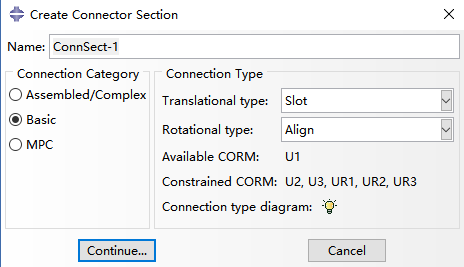 Create Connector Section
Name: ConnSect-1
Connection Category
Assembled/Complex
Basic
MPC
Connection Type
Translational type: Slot
Rotational type: Align
Available CORM: U1
Constrained CORM: U2, U3, UR1, UR2, UR3
Connection type diagram:
Continue... Cancel